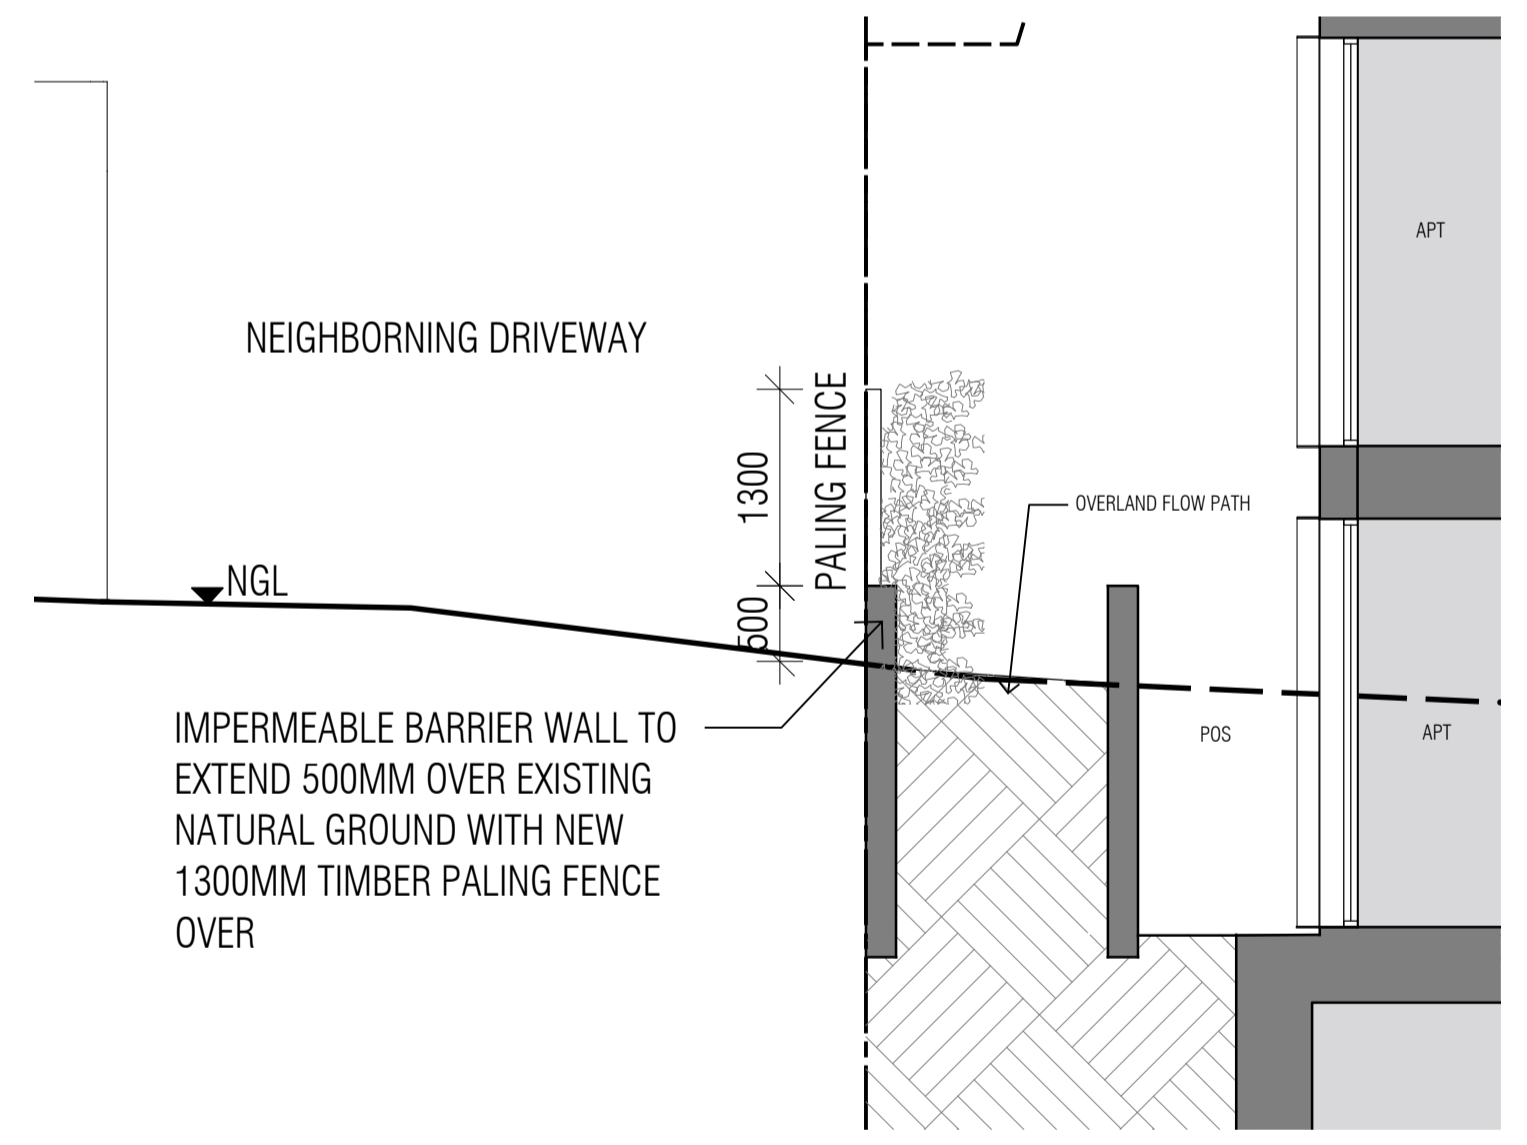 APT
NEIGHBORNING DRIVEWAY
PALING FENCE
1300
OVERLAND FLOW PATH
NGL
500
IMPERMEABLE BARRIER WALL TO
EXTEND 500MM OVER EXISTING
NATURAL GROUND WITH NEW
1300MM TIMBER PALING FENCE
OVER
POS
APT